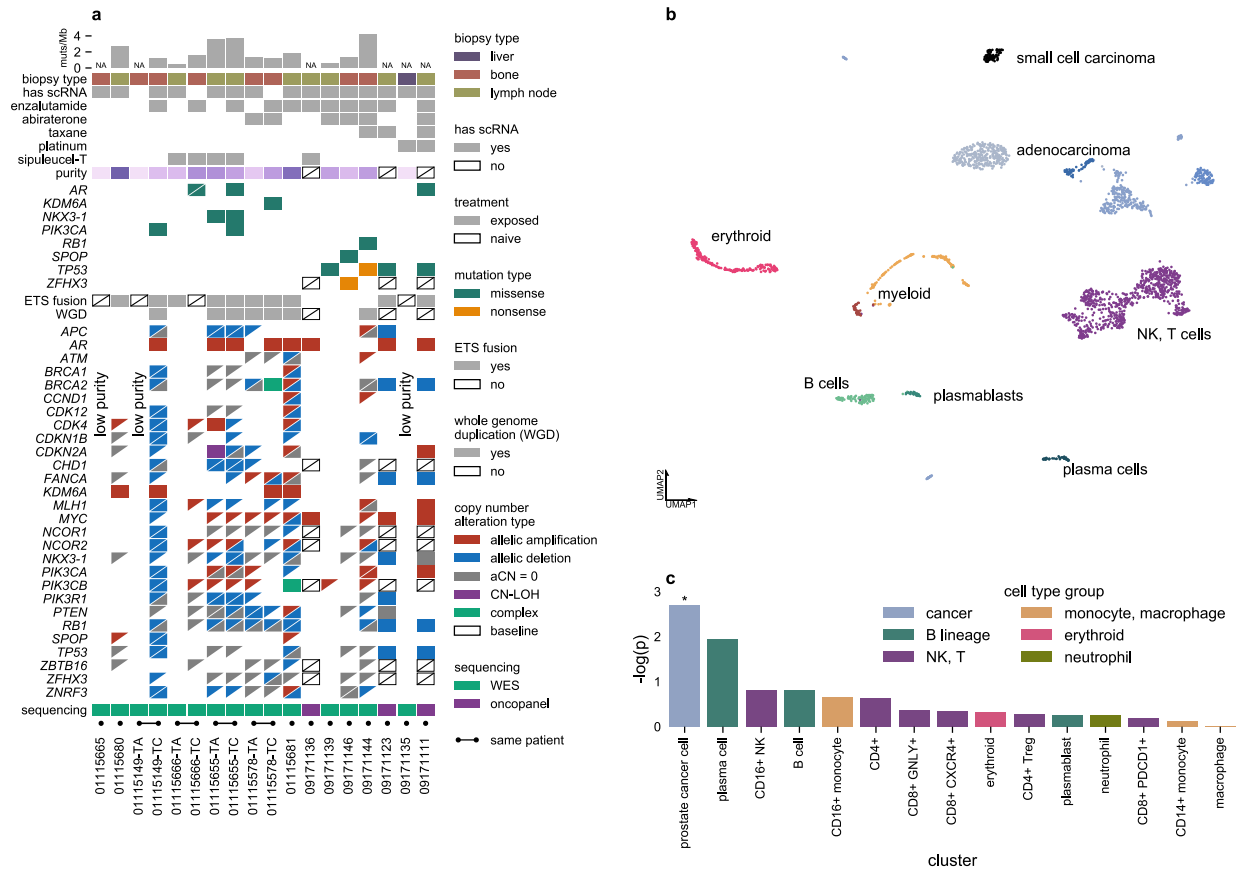 a
muts/Mb
4
2
0
NA
NA
NA
NA
NA
NA
biopsy type
has scRNA
enzalutamide
abiraterone
taxane
platinum
sipuleucel-T
purity
AR
KDM6A
NKX3-1
PIK3CA
RB1
SPOP
TP53
ZFHX3
ETS fusion
WGD
APC
AR
ATM
BRCA1
BRCA2
CCND1
CDK12
CDK4
CDKN1B
CDKN2A
CHD1
FANCA
KDM6A
MLH1
MYC
NCOR1
NCOR2
NKX3-1
PIK3CA
PIK3CB
PIK3R1
PTEN
RB1
SPOP
TP53
ZBTB16
ZFHX3
ZNRF3
sequencing
low purity
low purity
low purity
01115665
01115680
01115149-TA
01115149-TC
01115666-TA
01115666-TC
01115655-TA
01115655-TC
01115578-TA
01115578-TC
01115681
09171136
09171139
09171146
09171144
09171123
09171135
09171111
biopsy type
liver
bone
lymph node
has scRNA
yes
no
treatment
exposed
naive
mutation type
missense
nonsense
ETS fusion
yes
no
whole genome
duplication (WGD)
yes
no
copy number
alteration type
allelic amplification
allelic deletion
aCN = 0
CN-LOH
complex
baseline
sequencing
WES
oncopanel
same patient
b
small cell carcinoma
adenocarcinoma
erythroid
myeloid
NK, T cells
B cells
plasmablasts
plasma cells
UMAP2
UMAP1
c
-log(p)
3
2
1
0
*
cell type group
cancer
B lineage
NK, T
monocyte, macrophage
erythroid
neutrophil
prostate cancer cell
plasma cell
CD16+ NK
B cell
CD16+ monocyte
CD4+
CD8+ GNLY+
CD8+ CXCR4+
erythroid
CD4+ Treg
plasmablast
neutrophil
CD8+ PDCD1+
CD14+ monocyte
macrophage
cluster